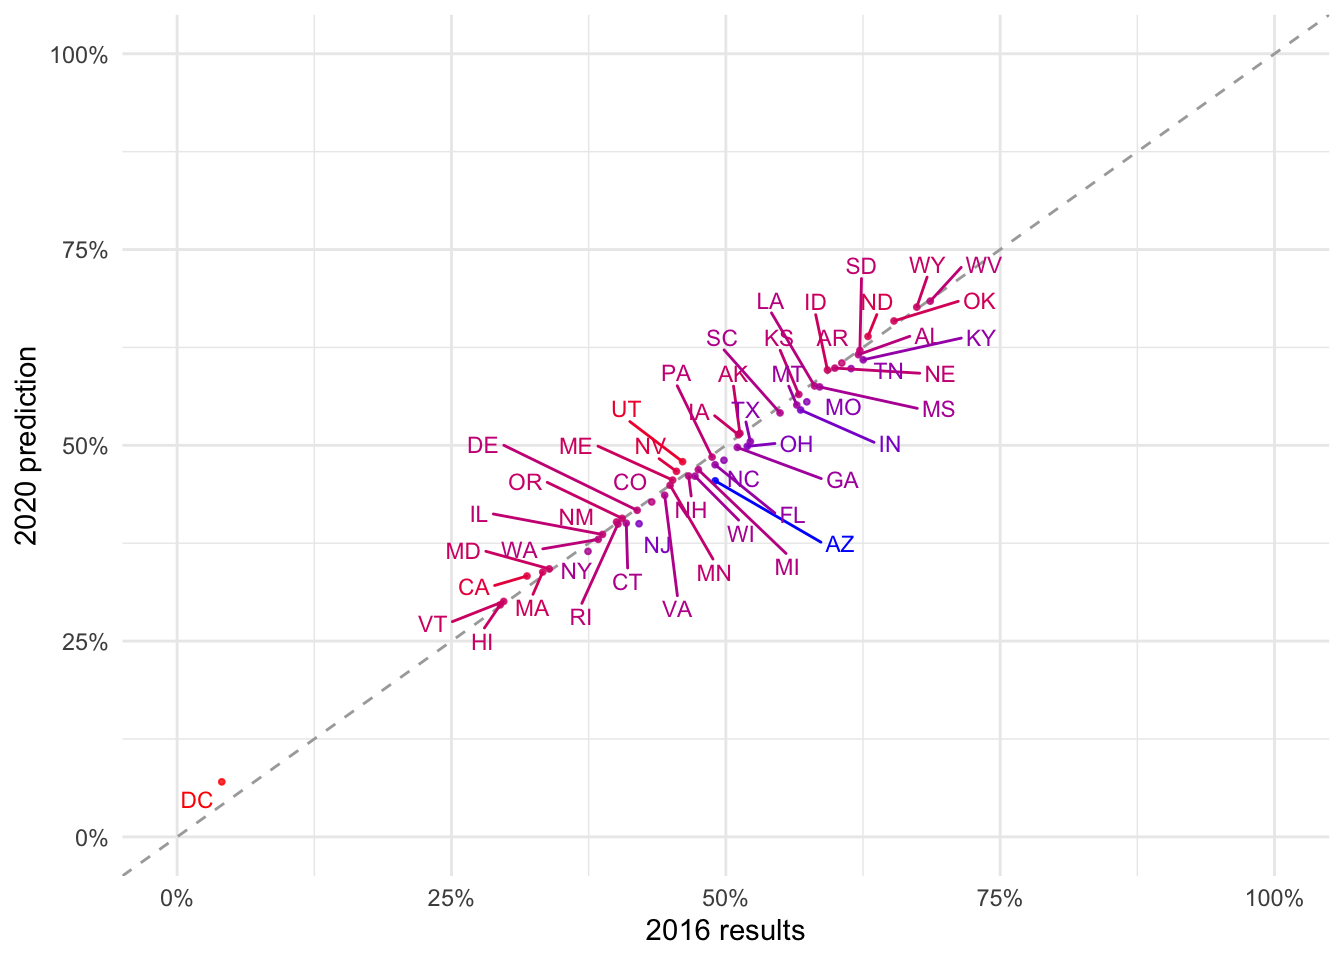 100%
75%
50%
25%
0%
2020 prediction
SD
WY
WV
LA
ID
ND
OK
SC
KS
AR
AL
KY
PA
AK
MT
TN
NE
UT
IA
TX
MO
MS
DE
ME
NV
OH
IN
OR
CO
NC
GA
IL
NM
NH
FL
MD
WA
NJ
WI
AZ
CA
NY
CT
MN
MI
VT
MA
RI
VA
HI
DC
0%
25%
50%
75%
100%
2016 results